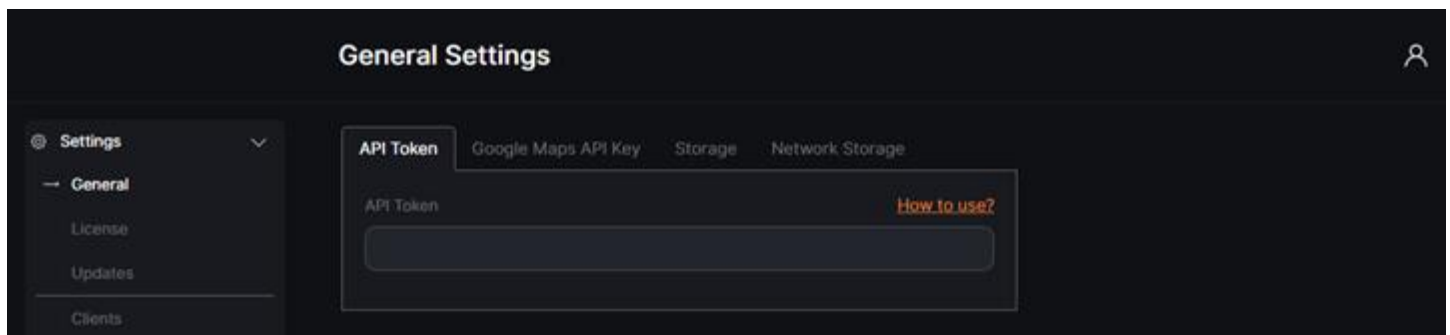 General Settings
Settings
General
License
Updates
Clients
API Token
Google Maps API Key
Storage
Network Storage
API Token
How to use?